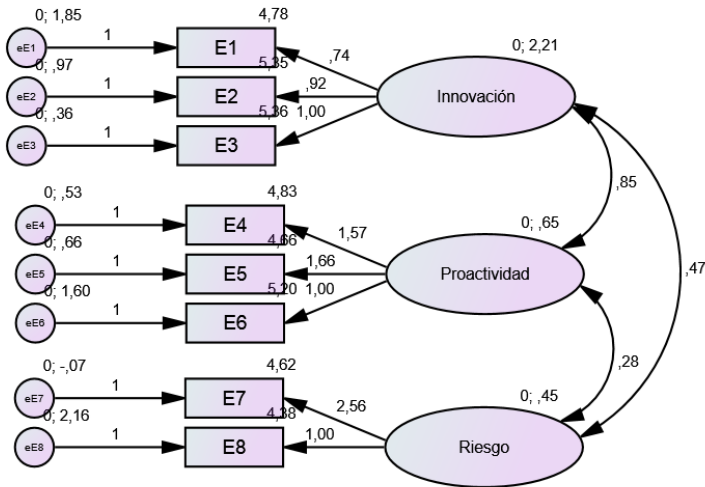 0; 1,85
4,78
eE1
1
E1
,74
0; 2,21
0; ,97
5,35
eE2
1
E2
,92
Innovación
0; ,36
5,36
1,00
eE3
1
E3
,85
0; ,53
4,83
eE4
1
E4
1,57
0; ,65
0; ,66
4,66
eE5
1
E5
1,66
Proactividad
,47
0; 1,60
5,20
1,00
eE6
1
E6
,28
0; -,07
4,62
eE7
1
E7
2,56
0; ,45
0; 2,16
4,38
1,00
eE8
1
E8
Riesgo